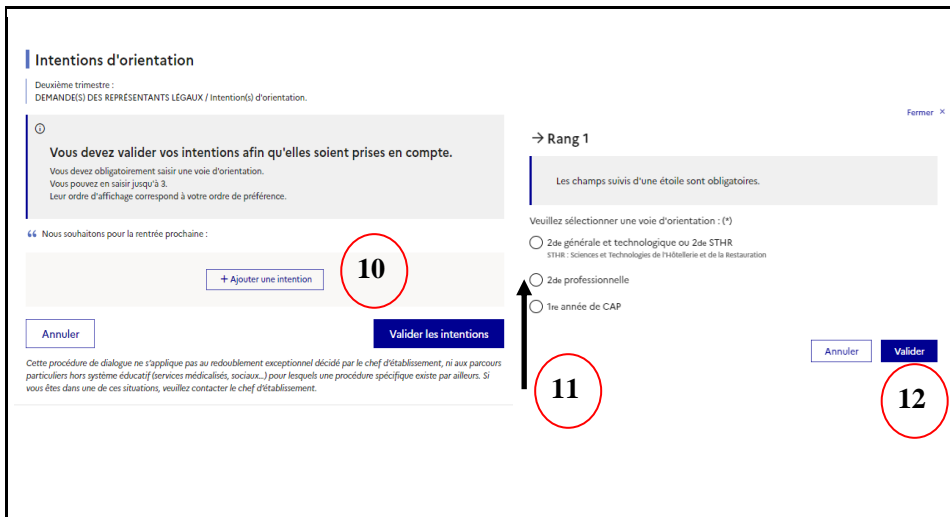 Intentions d'orientation
Deuxième trimestre :
DEMANDE(S) DES REPRÉSENTANTS LÉGAUX / Intention(s) d'orientation.
Vous devez valider vos intentions afin qu'elles soient prises en compte.
Vous devez obligatoirement saisir une voie d'orientation.
Vous pouvez en saisir jusqu'à 3.
Leur ordre d'affichage correspond à votre ordre de préférence.
Nous souhaitons pour la rentrée prochaine :
+ Ajouter une intention
10
Annuler
Valider les intentions
Cette procédure de dialogue ne s'applique pas au redoublement exceptionnel décidé par le chef d'établissement, ni aux parcours
particuliers hors système éducatif (services médicalisés, sociaux...) pour lesquels une procédure spécifique existe par ailleurs. Si
vous êtes dans une de ces situations, veuillez contacter le chef d'établissement.
Fermer ×
→ Rang 1
Les champs suivis d'une étoile sont obligatoires.
Veuillez sélectionner une voie d'orientation : (*)
2de générale et technologique ou 2de STHR
STHR : Sciences et Technologies de l'Hôtellerie et de la Restauration
2de professionnelle
1re année de CAP
Annuler
Valider
11
12